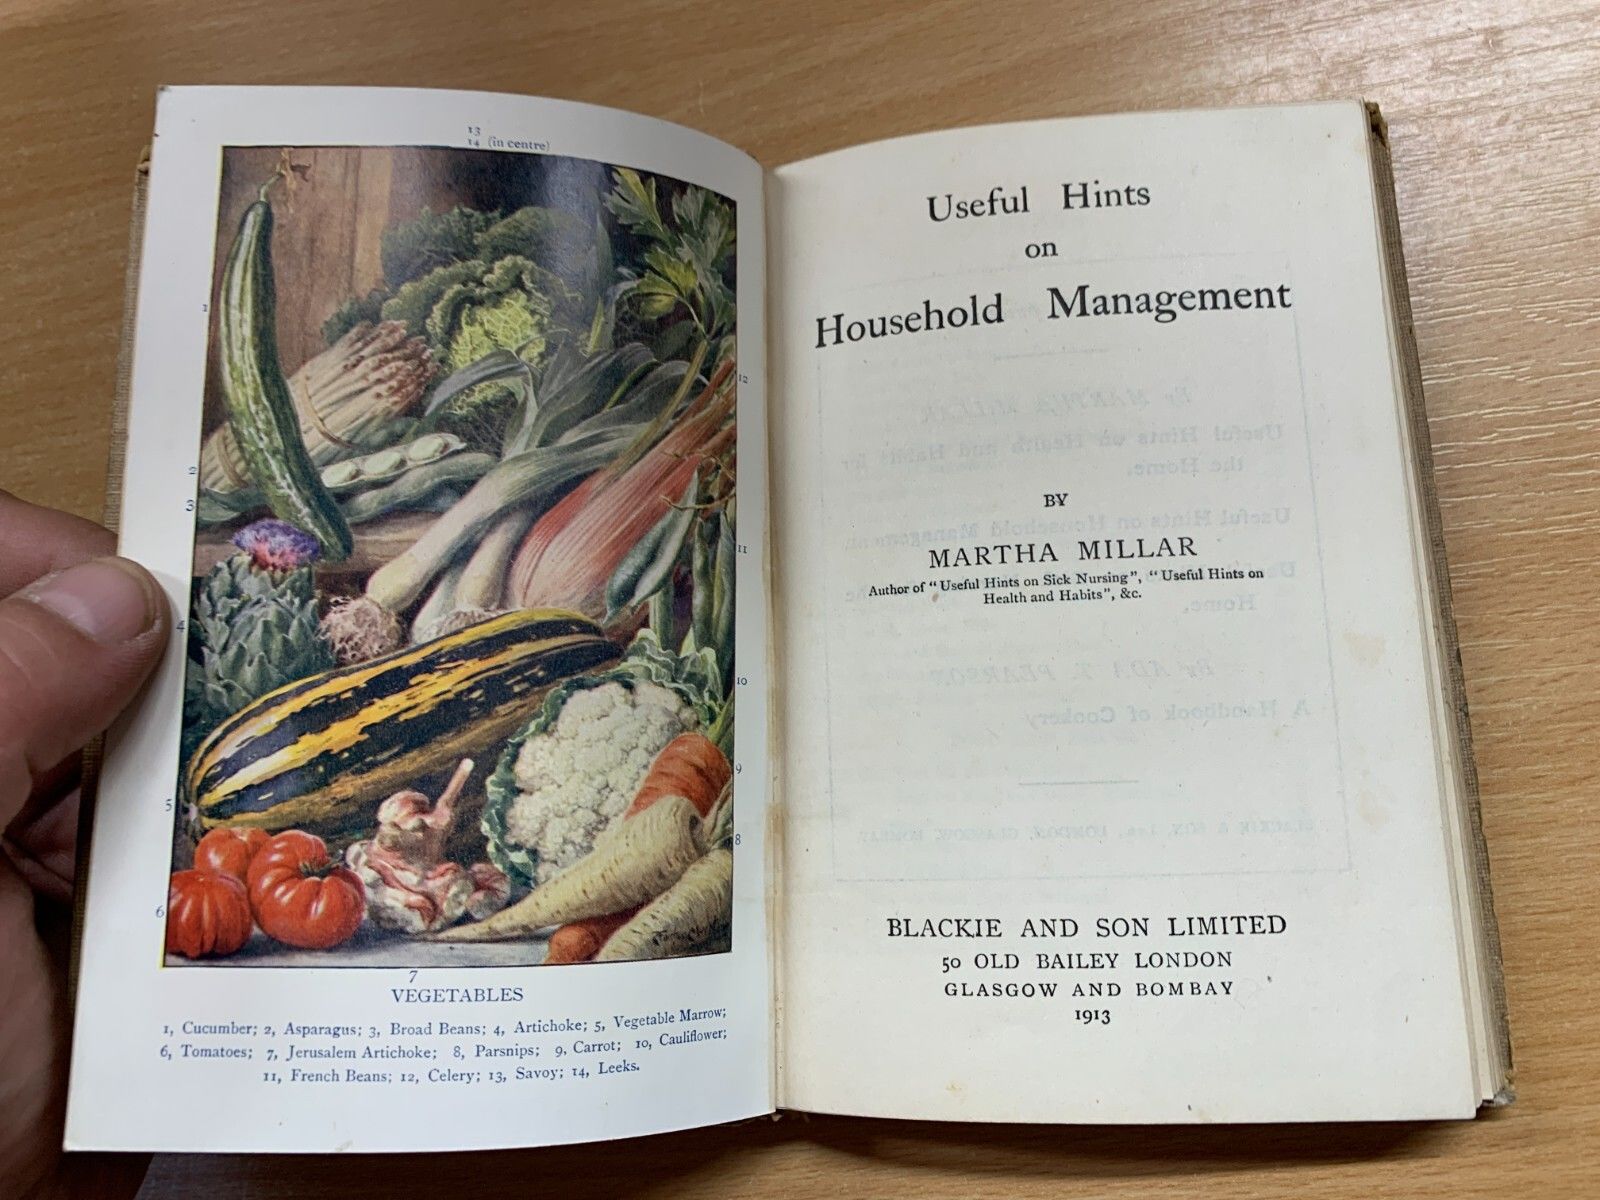 13
14 (in centre)
1
2
3
4
5
6
7
8
9
10
11
12
VEGETABLES
1, Cucumber; 2, Asparagus; 3, Broad Beans; 4, Artichoke; 5, Vegetable Marrow;
6, Tomatoes; 7, Jerusalem Artichoke; 8, Parsnips; 9, Carrot; 10, Cauliflower;
11, French Beans; 12, Celery; 13, Savoy; 14, Leeks.
Useful Hints
on
Household Management
BY
MARTHA MILLAR
Author of "Useful Hints on Sick Nursing", "Useful Hints on
Health and Habits", &c.
BLACKIE AND SON LIMITED
50 OLD BAILEY LONDON
GLASGOW AND BOMBAY
1913